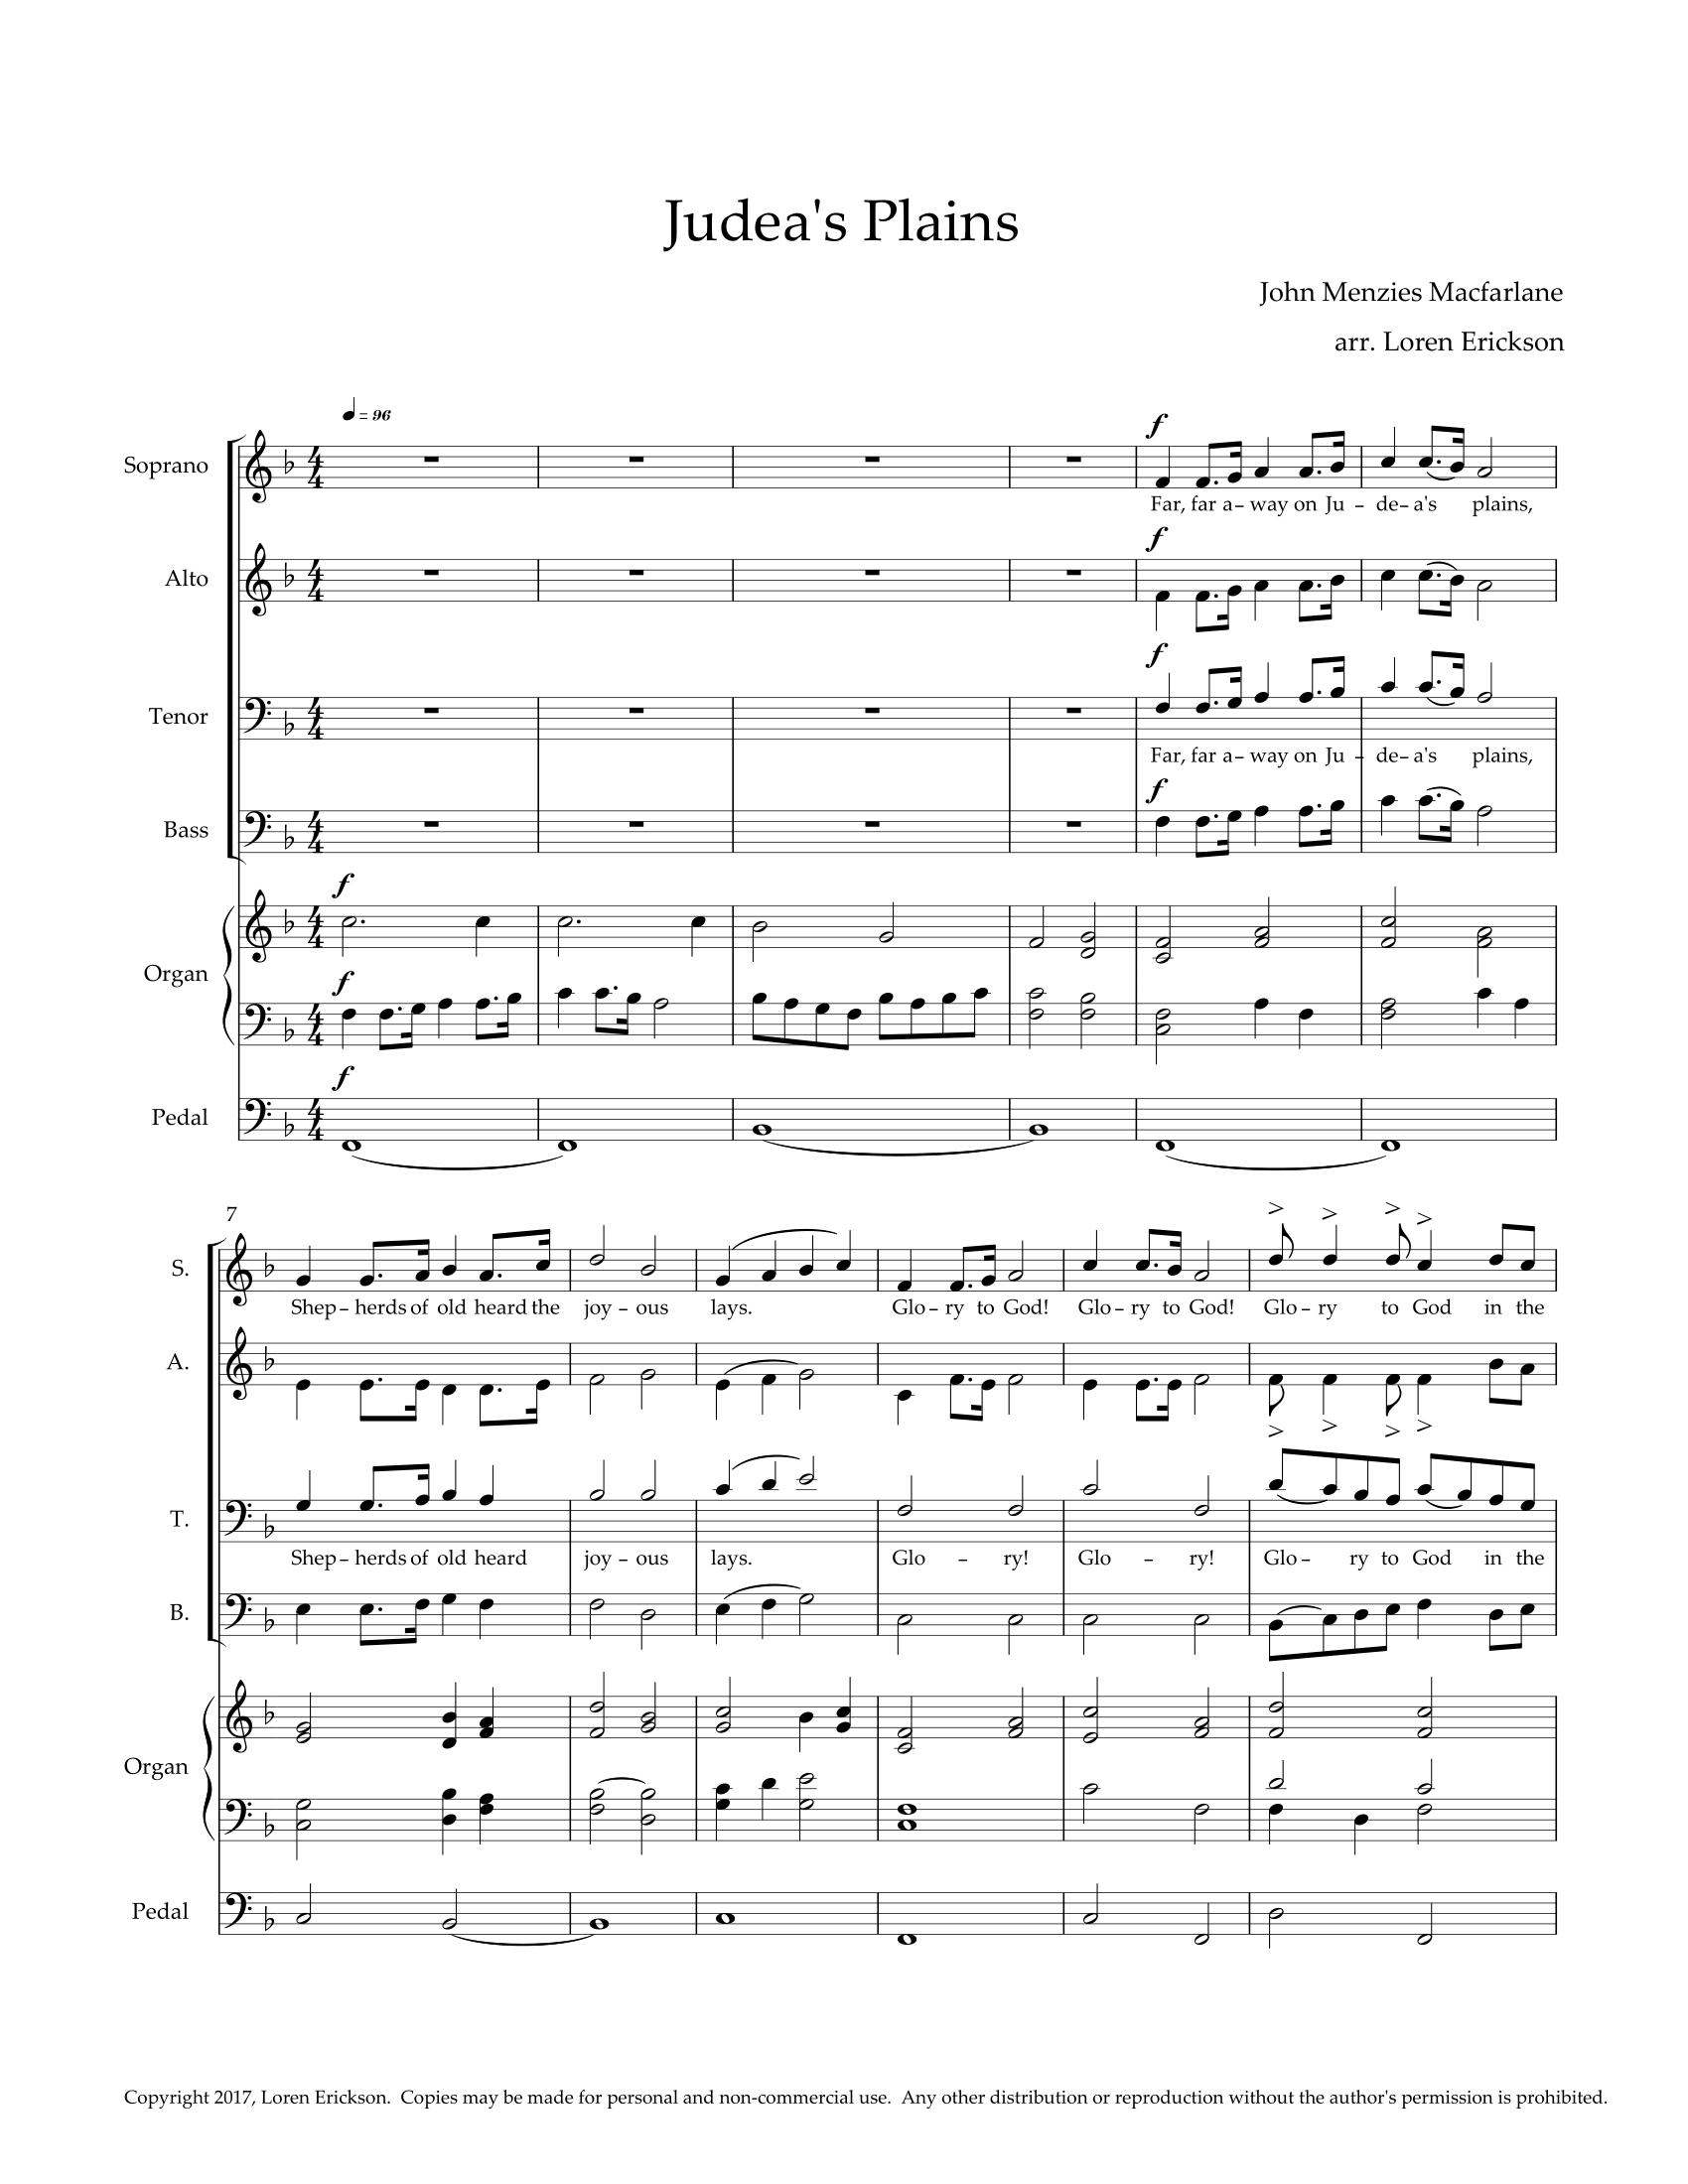 Judea's Plains
John Menzies Macfarlane
arr. Loren Erickson
= 96
f
Soprano
Far, far a – way on Ju – de – a's plains,
f
Alto
f
Tenor
Far, far a – way on Ju – de – a's plains,
f
Bass
f
Organ
f
f
Pedal
7
S.
Shep – herds of old heard the joy – ous lays. Glo – ry to God! Glo – ry to God! Glo – ry to God in the
A.
T.
Shep – herds of old heard joy – ous lays. Glo – ry! Glo – ry! Glo – ry to God in the
B.
Organ
Pedal
Copyright 2017, Loren Erickson. Copies may be made for personal and non-commercial use. Any other distribution or reproduction without the author's permission is prohibited.